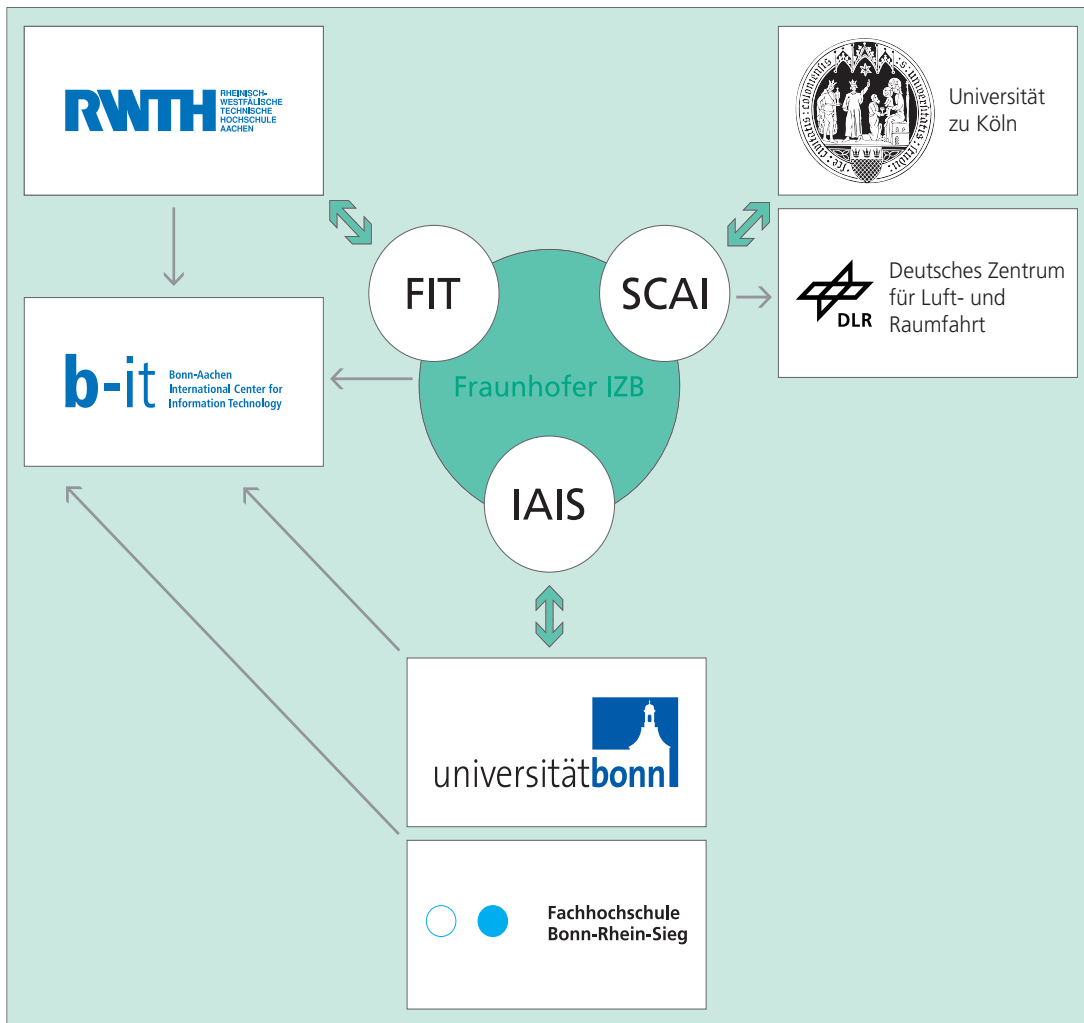 RWTH
RHEINISCH-
WESTFÄLISCHE
TECHNISCHE
HOCHSCHULE
AACHEN
Universität
zu Köln
DLR
Deutsches Zentrum
für Luft- und
Raumfahrt
FIT
SCAI
b-it
Bonn-Aachen
International Center for
Information Technology
Fraunhofer IZB
IAIS
universitätbonn
Fachhochschule
Bonn-Rhein-Sieg